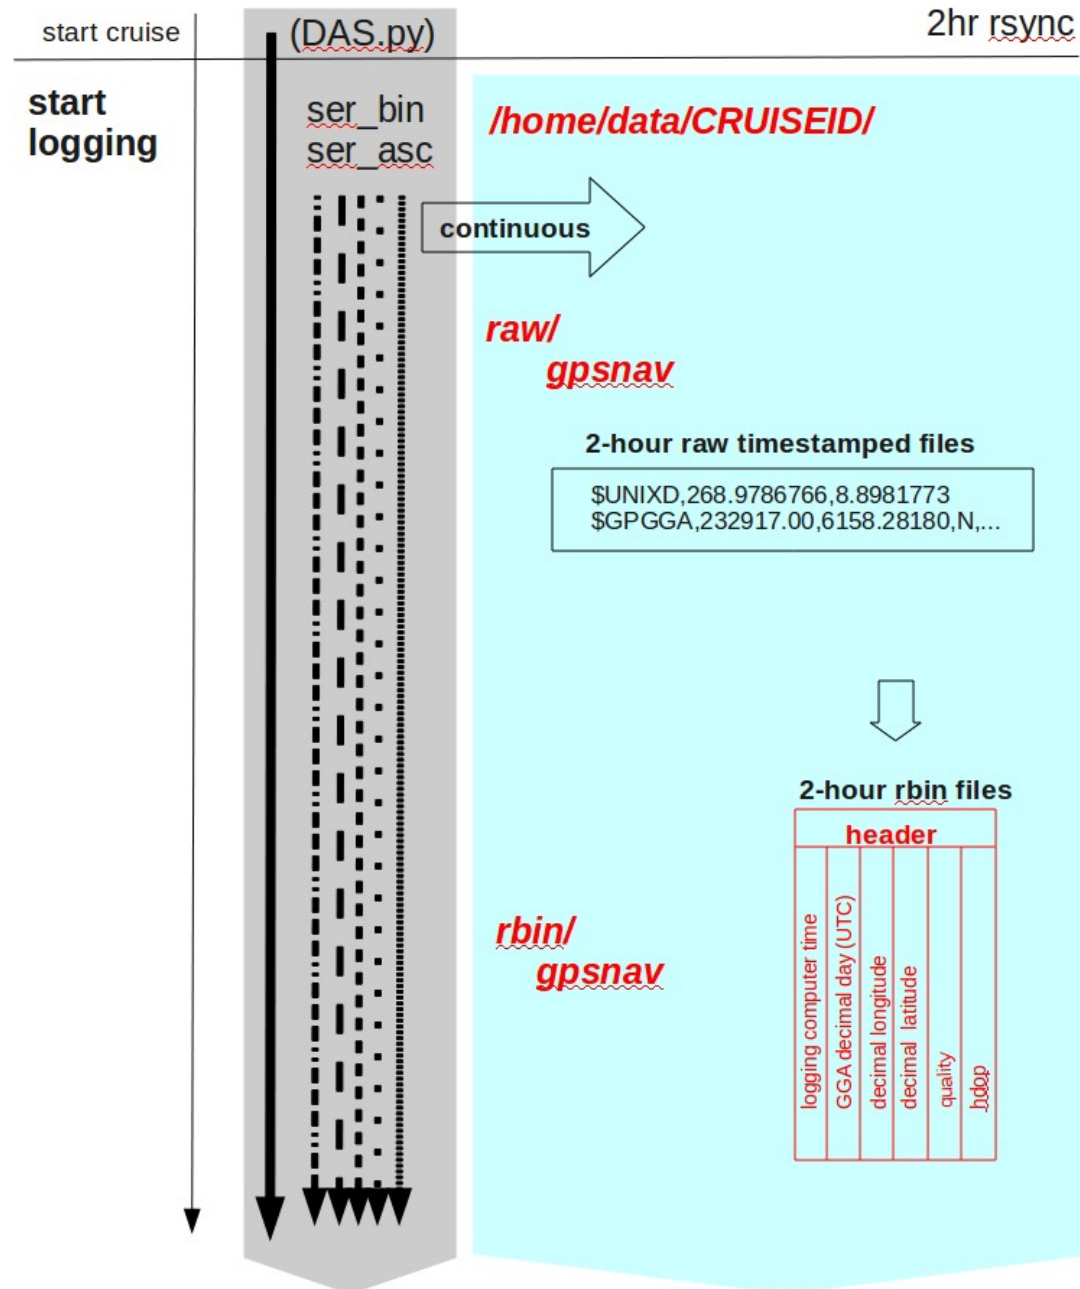 start cruise
(DAS.py)
2hr rsync
start
logging
ser_bin
ser_asc
/home/data/CRUISEID/
continuous
raw/
gpsnav
2-hour raw timestamped files
$UNIXD,268.9786766,8.8981773
$GPGGA,232917.00,6158.28180,N,...
2-hour rbin files
header
logging computer time
GGA decimal day (UTC)
decimal longitude
decimal latitude
quality
hdop
rbin/
gpsnav